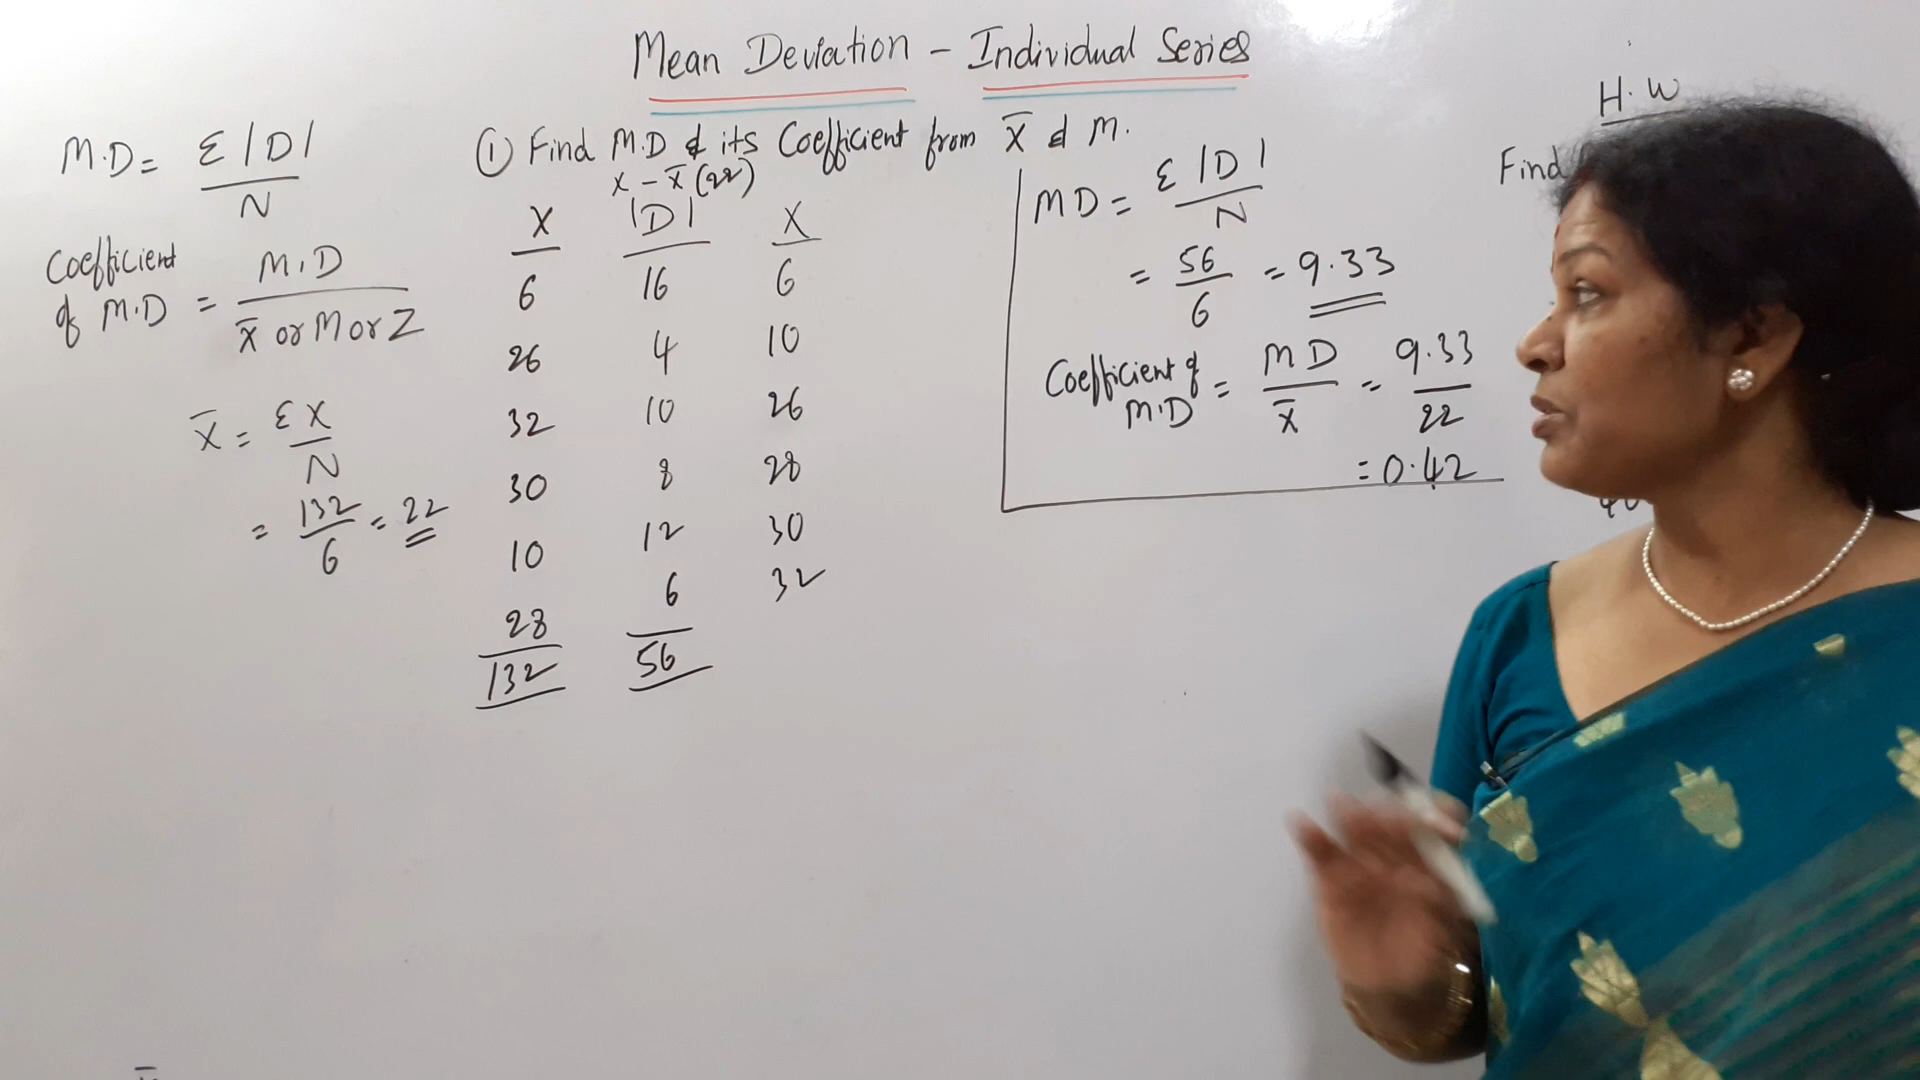 Mean Deviation - Individual Series
M.D = Σ|D| / N
Coefficient of M.D = M.D / X̄ or M or Z
X̄ = ΣX / N
= 132 / 6 = 22
① Find M.D & its Coefficient from X̄ & M.
X - X̄ (22)
X |D| X
6 16 6
26 4 10
32 10 26
30 8 28
10 12 30
28 6 32
132 56
MD = Σ|D| / N
= 56 / 6 = 9.33
Coefficient of M.D = MD / X̄ = 9.33 / 22
= 0.42
H.W
Find